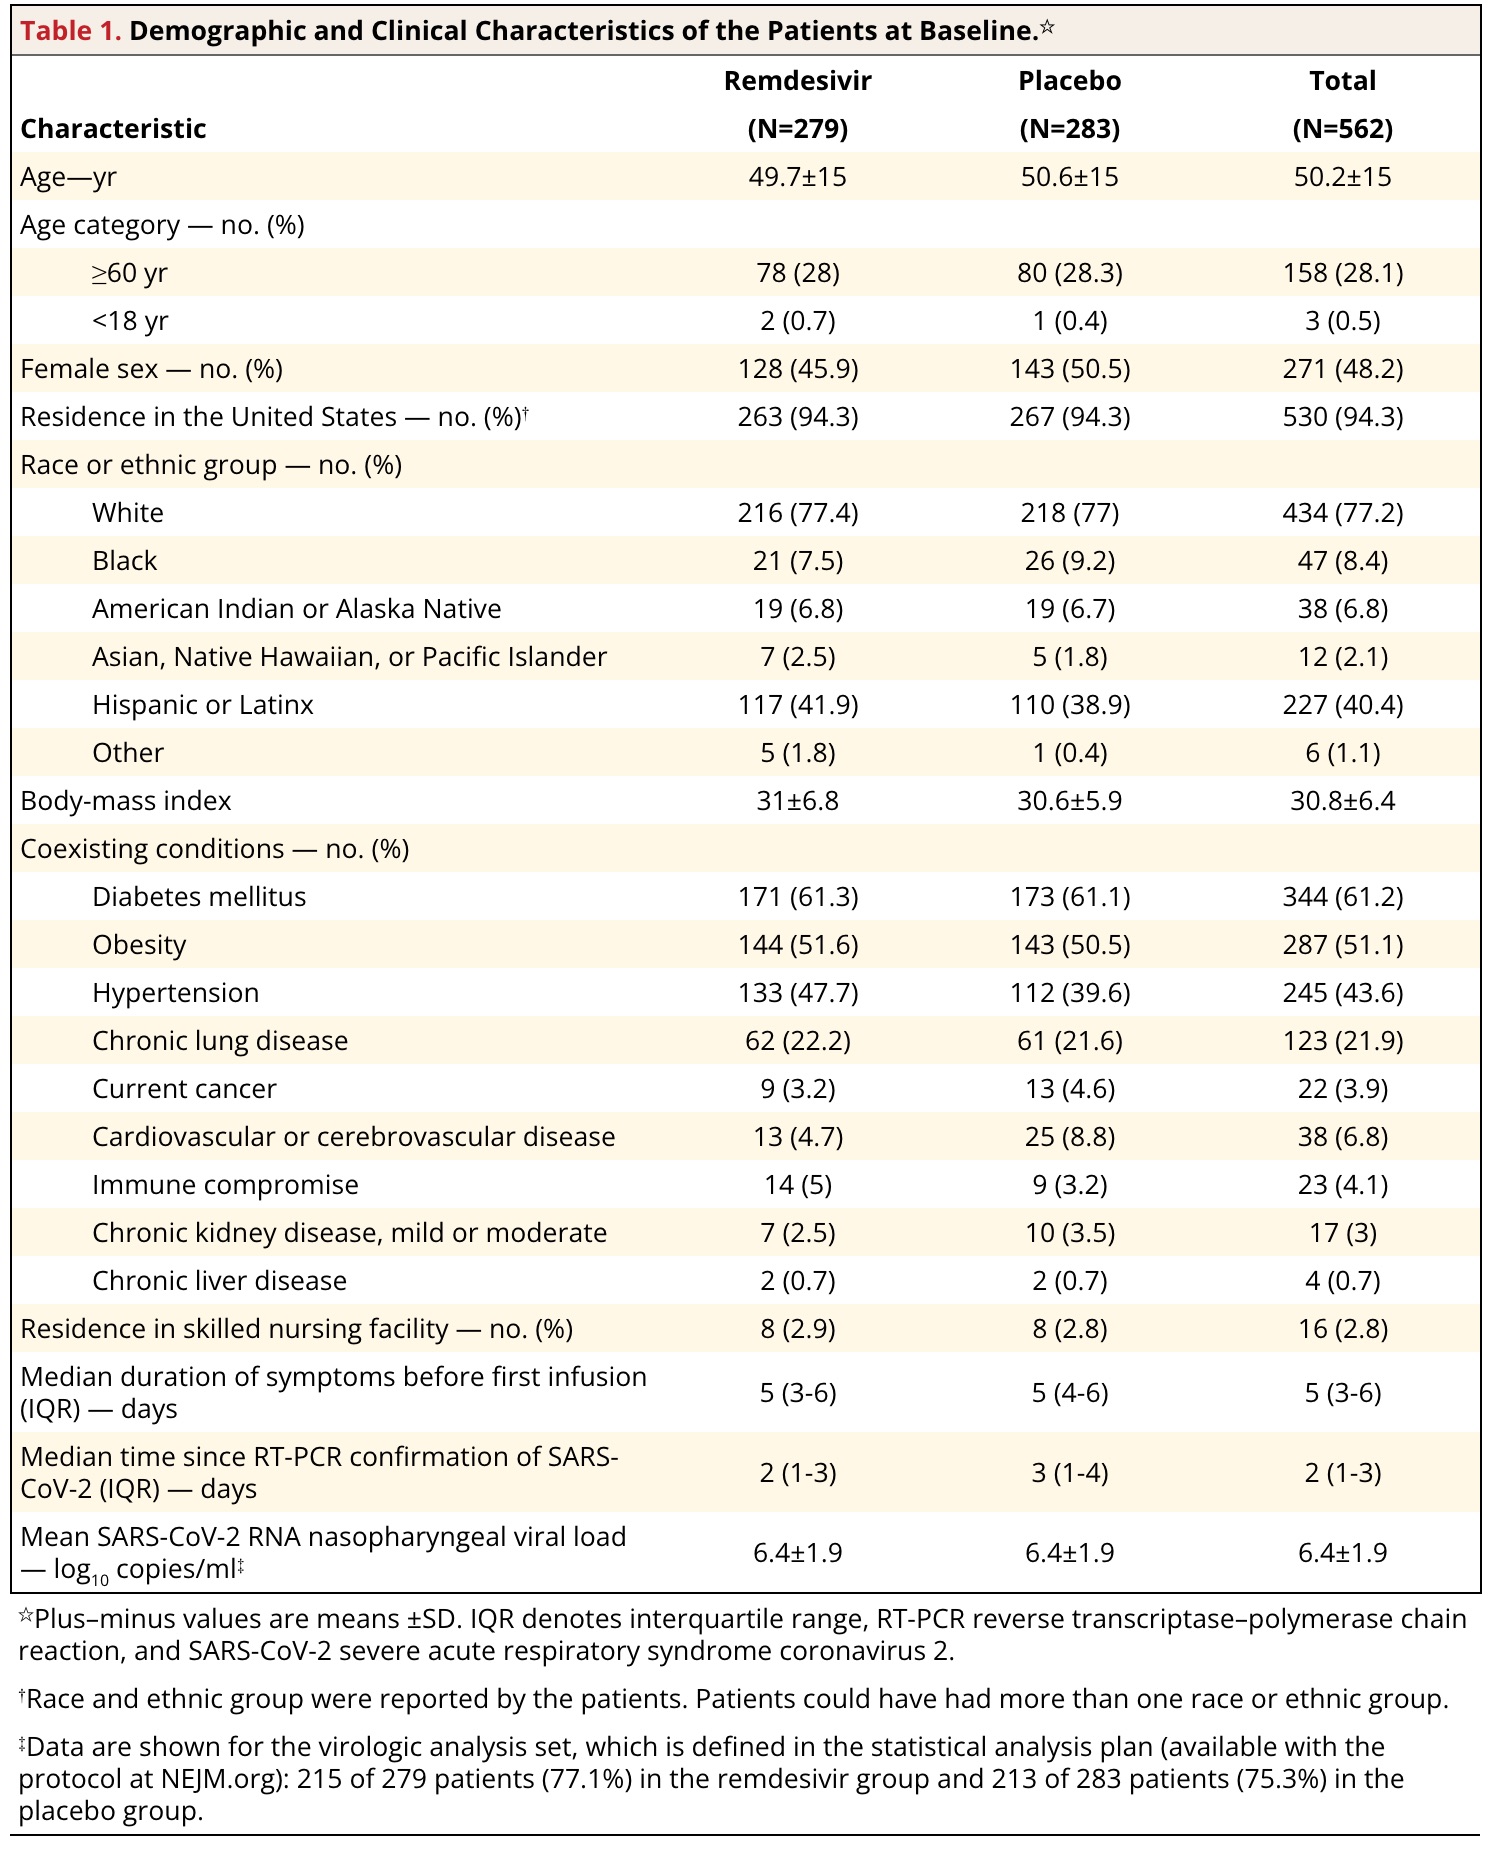 Table 1. Demographic and Clinical Characteristics of the Patients at Baseline.☆
Remdesivir Placebo Total
Characteristic (N=279) (N=283) (N=562)
Age—yr 49.7±15 50.6±15 50.2±15
Age category — no. (%)
≥60 yr 78 (28) 80 (28.3) 158 (28.1)
<18 yr 2 (0.7) 1 (0.4) 3 (0.5)
Female sex — no. (%) 128 (45.9) 143 (50.5) 271 (48.2)
Residence in the United States — no. (%)† 263 (94.3) 267 (94.3) 530 (94.3)
Race or ethnic group — no. (%)
White 216 (77.4) 218 (77) 434 (77.2)
Black 21 (7.5) 26 (9.2) 47 (8.4)
American Indian or Alaska Native 19 (6.8) 19 (6.7) 38 (6.8)
Asian, Native Hawaiian, or Pacific Islander 7 (2.5) 5 (1.8) 12 (2.1)
Hispanic or Latinx 117 (41.9) 110 (38.9) 227 (40.4)
Other 5 (1.8) 1 (0.4) 6 (1.1)
Body-mass index 31±6.8 30.6±5.9 30.8±6.4
Coexisting conditions — no. (%)
Diabetes mellitus 171 (61.3) 173 (61.1) 344 (61.2)
Obesity 144 (51.6) 143 (50.5) 287 (51.1)
Hypertension 133 (47.7) 112 (39.6) 245 (43.6)
Chronic lung disease 62 (22.2) 61 (21.6) 123 (21.9)
Current cancer 9 (3.2) 13 (4.6) 22 (3.9)
Cardiovascular or cerebrovascular disease 13 (4.7) 25 (8.8) 38 (6.8)
Immune compromise 14 (5) 9 (3.2) 23 (4.1)
Chronic kidney disease, mild or moderate 7 (2.5) 10 (3.5) 17 (3)
Chronic liver disease 2 (0.7) 2 (0.7) 4 (0.7)
Residence in skilled nursing facility — no. (%) 8 (2.9) 8 (2.8) 16 (2.8)
Median duration of symptoms before first infusion
(IQR) — days 5 (3-6) 5 (4-6) 5 (3-6)
Median time since RT-PCR confirmation of SARS-
CoV-2 (IQR) — days 2 (1-3) 3 (1-4) 2 (1-3)
Mean SARS-CoV-2 RNA nasopharyngeal viral load
— log10 copies/ml‡ 6.4±1.9 6.4±1.9 6.4±1.9
☆Plus–minus values are means ±SD. IQR denotes interquartile range, RT-PCR reverse transcriptase–polymerase chain
reaction, and SARS-CoV-2 severe acute respiratory syndrome coronavirus 2.
†Race and ethnic group were reported by the patients. Patients could have had more than one race or ethnic group.
‡Data are shown for the virologic analysis set, which is defined in the statistical analysis plan (available with the
protocol at NEJM.org): 215 of 279 patients (77.1%) in the remdesivir group and 213 of 283 patients (75.3%) in the
placebo group.